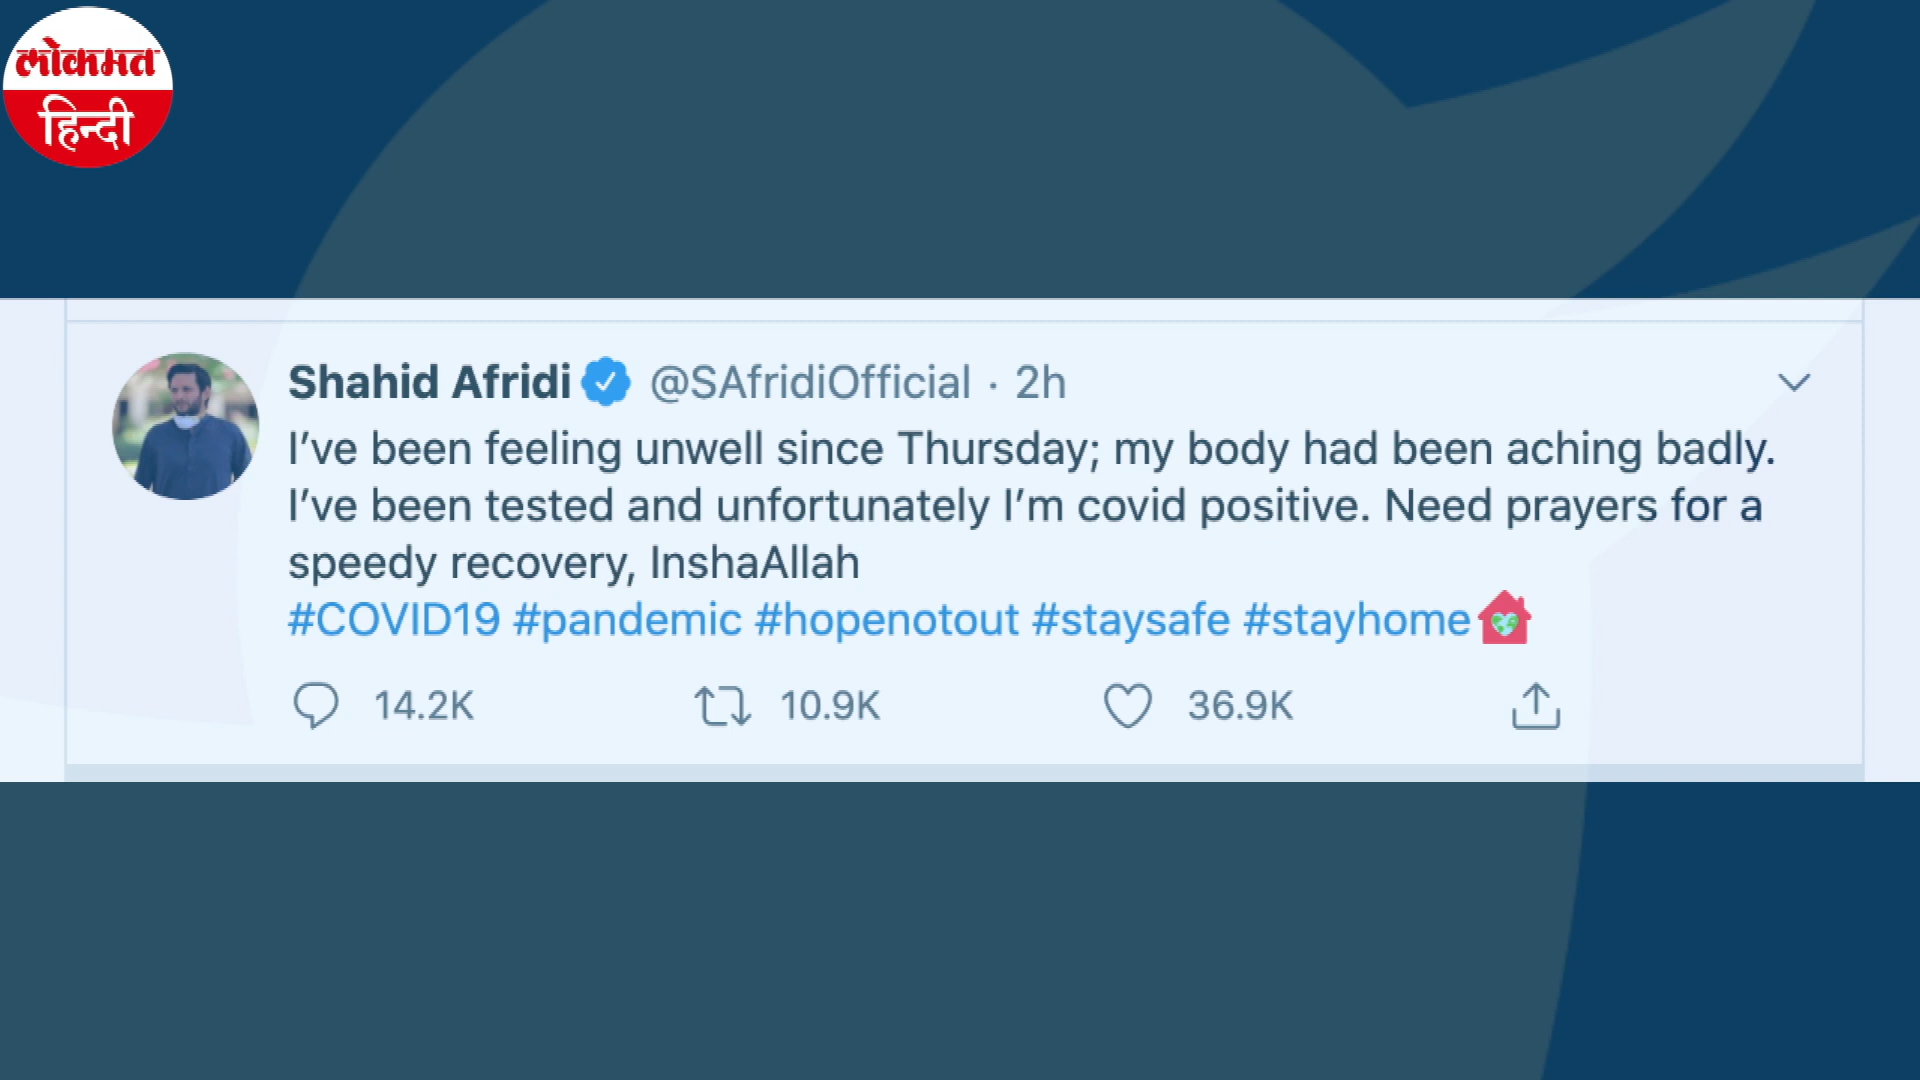 लोकमत
हिन्दी
Shahid Afridi @SAfridiOfficial · 2h
I’ve been feeling unwell since Thursday; my body had been aching badly.
I’ve been tested and unfortunately I’m covid positive. Need prayers for a
speedy recovery, InshaAllah
#COVID19 #pandemic #hopenotout #staysafe #stayhome
14.2K 10.9K 36.9K